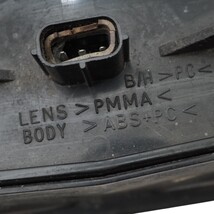 B/H >PC<
LENS >PMMA<
BODY >ABS+PC<